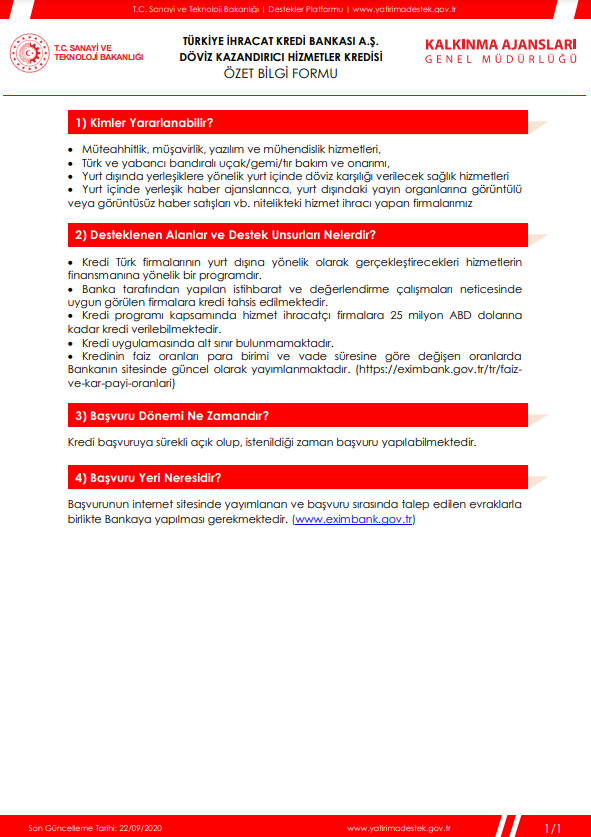 T.C. Sanayi ve Teknoloji Bakanlığı | Destekler Platformu | www.yatirimadestek.gov.tr
T.C. SANAYİ VE
TEKNOLOJİ BAKANLIĞI
TÜRKİYE İHRACAT KREDİ BANKASI A.Ş.
DÖVİZ KAZANDIRICI HİZMETLER KREDİSİ
ÖZET BİLGİ FORMU
KALKINMA AJANSLARI
GENEL MÜDÜRLÜĞÜ
1) Kimler Yararlanabilir?
• Müteahhitlik, müşavirlik, yazılım ve mühendislik hizmetleri,
• Türk ve yabancı bandıralı uçak/gemi/tır bakım ve onarımı,
• Yurt dışında yerleşiklere yönelik yurt içinde döviz karşılığı verilecek sağlık hizmetleri
• Yurt içinde yerleşik haber ajanslarınca, yurt dışındaki yayın organlarına görüntülü
veya görüntüsüz haber satışları vb. nitelikteki hizmet ihracı yapan firmalarımız
2) Desteklenen Alanlar ve Destek Unsurları Nelerdir?
• Kredi Türk firmalarının yurt dışına yönelik olarak gerçekleştirecekleri hizmetlerin
finansmanına yönelik bir programdır.
• Banka tarafından yapılan istihbarat ve değerlendirme çalışmaları neticesinde
uygun görülen firmalara kredi tahsis edilmektedir.
• Kredi programı kapsamında hizmet ihracatçı firmalara 25 milyon ABD dolarına
kadar kredi verilebilmektedir.
• Kredi uygulamasında alt sınır bulunmamaktadır.
• Kredinin faiz oranları para birimi ve vade süresine göre değişen oranlarda
Bankanın sitesinde güncel olarak yayımlanmaktadır. (https://eximbank.gov.tr/tr/faiz-
ve-kar-payi-oranlari)
3) Başvuru Dönemi Ne Zamandır?
Kredi başvuruya sürekli açık olup, istenildiği zaman başvuru yapılabilmektedir.
4) Başvuru Yeri Neresidir?
Başvurunun internet sitesinde yayımlanan ve başvuru sırasında talep edilen evraklarla
birlikte Bankaya yapılması gerekmektedir. (www.eximbank.gov.tr)
Son Güncelleme Tarihi: 22/09/2020
www.yatirimadestek.gov.tr
1/1